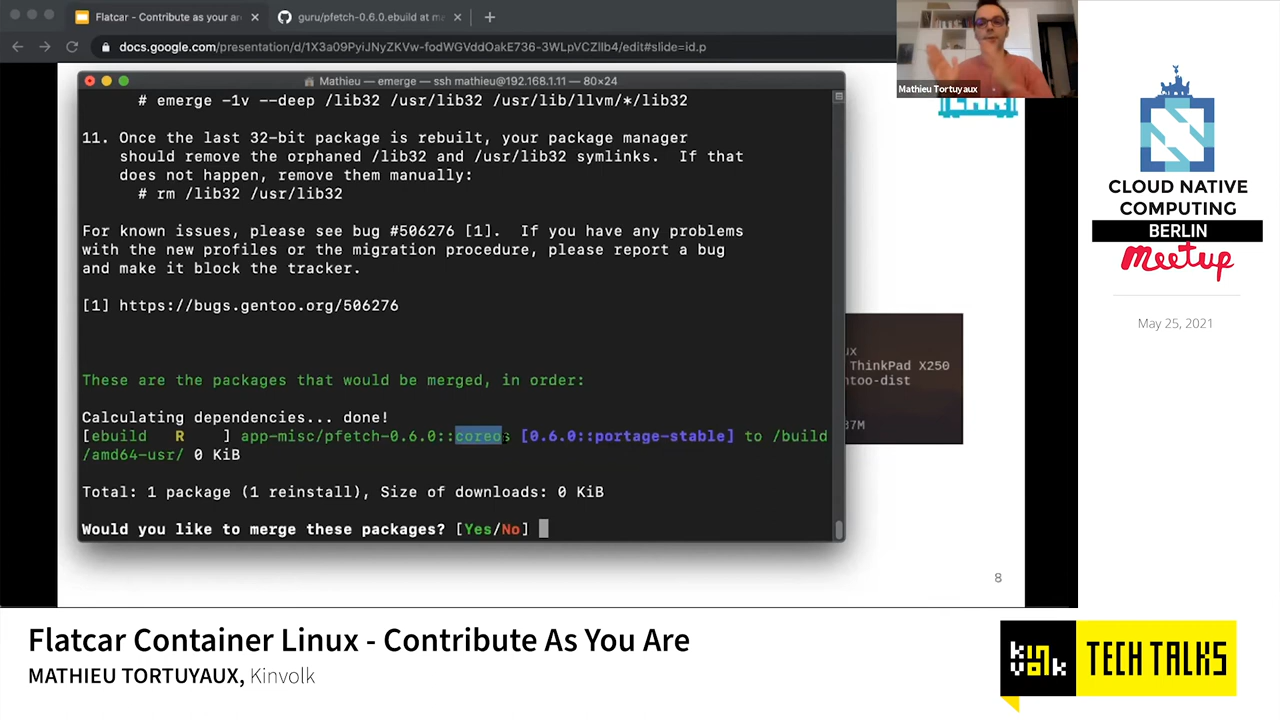 Flatcar - Contribute as your are
guru/pfetch-0.6.0.ebuild at ma
docs.google.com/presentation/d/1X3a09PyiJNyZKVw-fodWGVddOakE736-3WLpVCZlIb4/edit#slide=id.p
Mathieu Tortuyaux
Mathieu — emerge — ssh mathieu@192.168.1.11 — 80×24
# emerge -1v --deep /lib32 /usr/lib32 /usr/lib/llvm/*/lib32
11. Once the last 32-bit package is rebuilt, your package manager
should remove the orphaned /lib32 and /usr/lib32 symlinks. If that
does not happen, remove them manually:
# rm /lib32 /usr/lib32
For known issues, please see bug #506276 [1]. If you have any problems
with the new profiles or the migration procedure, please report a bug
and make it block the tracker.
[1] https://bugs.gentoo.org/506276
ux
ThinkPad X250
ntoo-dist
37M
These are the packages that would be merged, in order:
Calculating dependencies... done!
[ebuild R ] app-misc/pfetch-0.6.0::coreos [0.6.0::portage-stable] to /build
/amd64-usr/ 0 KiB
Total: 1 package (1 reinstall), Size of downloads: 0 KiB
Would you like to merge these packages? [Yes/No]
8
CLOUD NATIVE
COMPUTING
BERLIN
Meetup
May 25, 2021
Flatcar Container Linux - Contribute As You Are
MATHIEU TORTUYAUX, Kinvolk
kin
volk
TECH TALKS